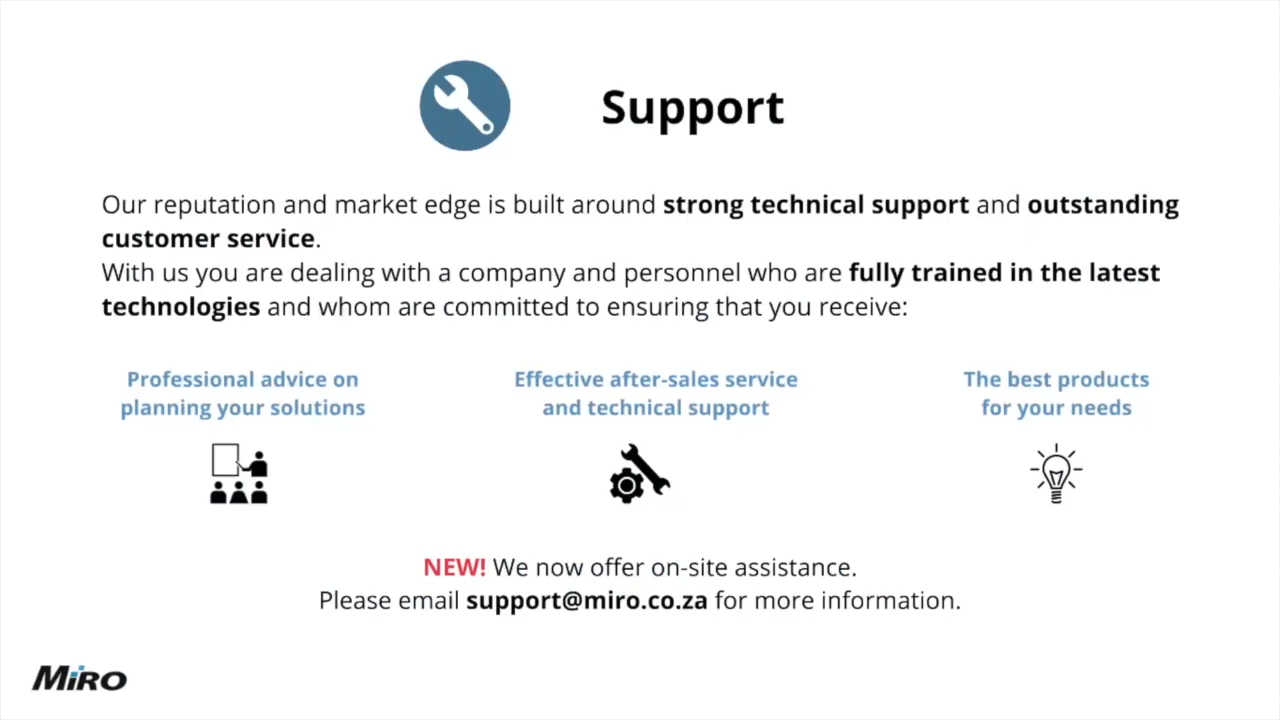 Support
Our reputation and market edge is built around strong technical support and outstanding
customer service.
With us you are dealing with a company and personnel who are fully trained in the latest
technologies and whom are committed to ensuring that you receive:
Professional advice on
planning your solutions
Effective after-sales service
and technical support
The best products
for your needs
NEW! We now offer on-site assistance.
Please email support@miro.co.za for more information.
MiRO